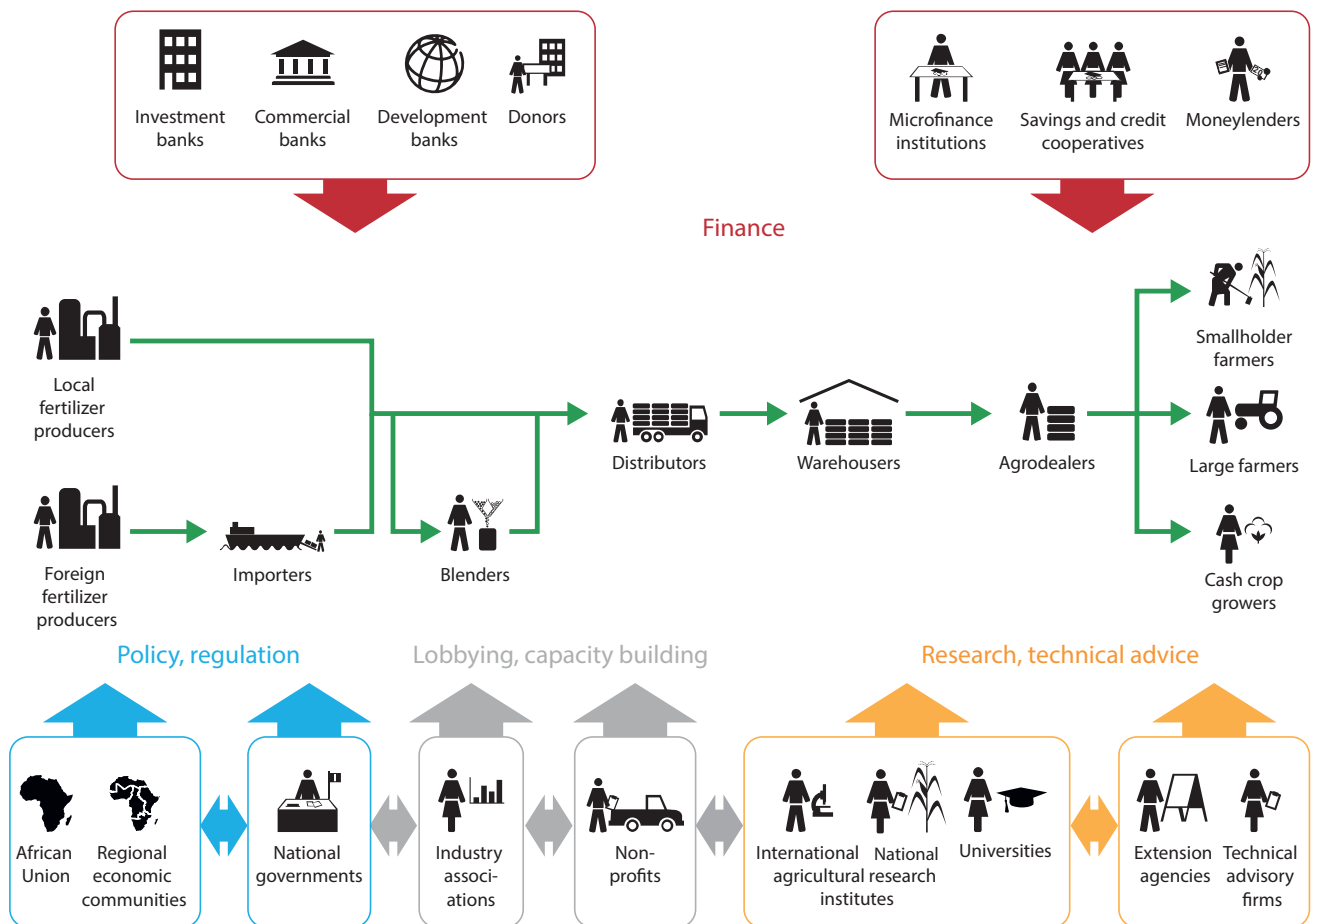 Investment
banks
Commercial
banks
Development
banks
Donors
Microfinance
institutions
Savings and credit
cooperatives
Moneylenders
Finance
Local
fertilizer
producers
Foreign
fertilizer
producers
Importers
Blenders
Distributors
Warehousers
Agrodealers
Smallholder
farmers
Large farmers
Cash crop
growers
Policy, regulation
Lobbying, capacity building
Research, technical advice
African
Union
Regional
economic
communities
National
governments
Industry
associ-
ations
Non-
profits
International National
agricultural research
institutes
Universities
Extension
agencies
Technical
advisory
firms